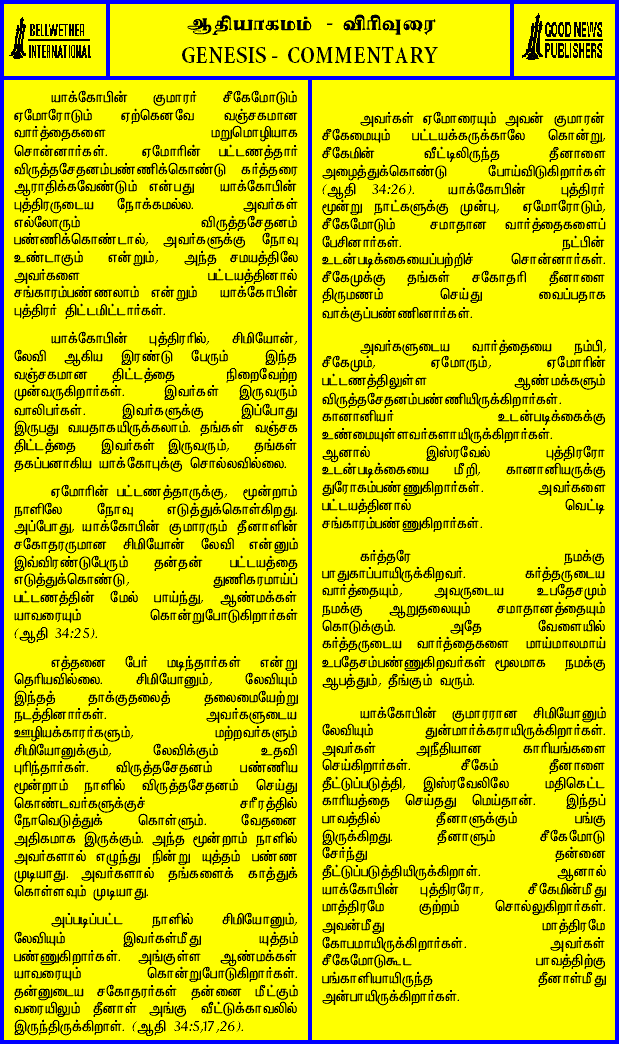 BELLWETHER
INTERNATIONAL
ஆதியாகமம் - விரிவுரை
GENESIS - COMMENTARY
GOOD NEWS
PUBLISHERS
யாக்கோபின் குமாரர் சீகேமோடும்
ஏமோரோடும் ஏற்கெனவே வஞ்சகமான
வார்த்தைகளை மறுமொழியாக
சொன்னார்கள். ஏமோரின் பட்டணத்தார்
விருத்தசேதனம்பண்ணிக்கொண்டு கர்த்தரை
ஆராதிக்கவேண்டும் என்பது யாக்கோபின்
புத்திரருடைய நோக்கமல்ல. அவர்கள்
எல்லோரும் விருத்தசேதனம்
பண்ணிக்கொண்டால், அவர்களுக்கு நோவு
உண்டாகும் என்றும், அந்த சமயத்திலே
அவர்களை பட்டயத்தினால்
சங்காரம்பண்ணலாம் என்றும் யாக்கோபின்
புத்திரர் திட்டமிட்டார்கள்.
யாக்கோபின் புத்திரரில், சிமியோன்,
லேவி ஆகிய இரண்டு பேரும் இந்த
வஞ்சகமான திட்டத்தை நிறைவேற்ற
முன்வருகிறார்கள். இவர்கள் இருவரும்
வாலிபர்கள். இவர்களுக்கு இப்போது
இருபது வயதாகயிருக்கலாம். தங்கள் வஞ்சக
திட்டத்தை இவர்கள் இருவரும், தங்கள்
தகப்பனாகிய யாக்கோபுக்கு சொல்லவில்லை.
ஏமோரின் பட்டணத்தாருக்கு, மூன்றாம்
நாளிலே நோவு எடுத்துக்கொள்கிறது.
அப்போது, யாக்கோபின் குமாரரும் தீனாளின்
சகோதரருமான சிமியோன் லேவி என்னும்
இவ்விரண்டுபேரும் தன்தன் பட்டயத்தை
எடுத்துக்கொண்டு, துணிகரமாய்ப்
பட்டணத்தின் மேல் பாய்ந்து, ஆண்மக்கள்
யாவரையும் கொன்றுபோடுகிறார்கள்
(ஆதி 34:25).
எத்தனை பேர் மடிந்தார்கள் என்று
தெரியவில்லை. சிமியோனும், லேவியும்
இந்தத் தாக்குதலைத் தலைமையேற்று
நடத்தினார்கள். அவர்களுடைய
ஊழியக்காரர்களும், மற்றவர்களும்
சிமியோனுக்கும், லேவிக்கும் உதவி
புரிந்தார்கள். விருத்தசேதனம் பண்ணிய
மூன்றாம் நாளில் விருத்தசேதனம் செய்து
கொண்டவர்களுக்குச் சரீரத்தில்
நோவெடுத்துக் கொள்ளும். வேதனை
அதிகமாக இருக்கும். அந்த மூன்றாம் நாளில்
அவர்களால் எழுந்து நின்று யுத்தம் பண்ண
முடியாது. அவர்களால் தங்களைக் காத்துக்
கொள்ளவும் முடியாது.
அப்படிப்பட்ட நாளில் சிமியோனும்,
லேவியும் இவர்கள்மீது யுத்தம்
பண்ணுகிறார்கள். அங்குள்ள ஆண்மக்கள்
யாவரையும் கொன்றுபோடுகிறார்கள்.
தன்னுடைய சகோதரர்கள் தன்னை மீட்கும்
வரையிலும் தீனாள் அங்கு வீட்டுக்காவலில்
இருந்திருக்கிறாள். (ஆதி 34:5,17,26).
அவர்கள் ஏமோரையும் அவன் குமாரன்
சீகேமையும் பட்டயக்கருக்காலே கொன்று,
சீகேமின் வீட்டிலிருந்த தீனாளை
அழைத்துக்கொண்டு போய்விடுகிறார்கள்
(ஆதி 34:26). யாக்கோபின் புத்திரர்
மூன்று நாட்களுக்கு முன்பு, ஏமோரோடும்,
சீகேமோடும் சமாதான வார்த்தைகளைப்
பேசினார்கள். நட்பின்
உடன்படிக்கையைப்பற்றிச் சொன்னார்கள்.
சீகேமுக்கு தங்கள் சகோதரி தீனாளை
திருமணம் செய்து வைப்பதாக
வாக்குப்பண்ணினார்கள்.
அவர்களுடைய வார்த்தையை நம்பி,
சீகேமும், ஏமோரும், ஏமோரின்
பட்டணத்திலுள்ள ஆண்மக்களும்
விருத்தசேதனம்பண்ணியிருக்கிறார்கள்.
கானானியர் உடன்படிக்கைக்கு
உண்மையுள்ளவர்களாயிருக்கிறார்கள்.
ஆனால் இஸ்ரவேல் புத்திரரோ
உடன்படிக்கையை மீறி, கானானியருக்கு
துரோகம்பண்ணுகிறார்கள். அவர்களை
பட்டயத்தினால் வெட்டி
சங்காரம்பண்ணுகிறார்கள்.
கர்த்தரே நமக்கு
பாதுகாப்பாயிருக்கிறவர். கர்த்தருடைய
வார்த்தையும், அவருடைய உபதேசமும்
நமக்கு ஆறுதலையும் சமாதானத்தையும்
கொடுக்கும். அதே வேளையில்
கர்த்தருடைய வார்த்தைகளை மாய்மாலமாய்
உபதேசம்பண்ணுகிறவர்கள் மூலமாக நமக்கு
ஆபத்தும், தீங்கும் வரும்.
யாக்கோபின் குமாரரான சிமியோனும்
லேவியும் துன்மார்க்கராயிருக்கிறார்கள்.
அவர்கள் அநீதியான காரியங்களை
செய்கிறார்கள். சீகேம் தீனாளை
தீட்டுப்படுத்தி, இஸ்ரவேலிலே மதிகெட்ட
காரியத்தை செய்தது மெய்தான். இந்தப்
பாவத்தில் தீனாளுக்கும் பங்கு
இருக்கிறது. தீனாளும் சீகேமோடு
சேர்ந்து தன்னை
தீட்டுப்படுத்தியிருக்கிறாள். ஆனால்
யாக்கோபின் புத்திரரோ, சீகேமின்மீது
மாத்திரமே குற்றம் சொல்லுகிறார்கள்.
அவன்மீது மாத்திரமே
கோபமாயிருக்கிறார்கள். அவர்கள்
சீகேமோடுகூட பாவத்திற்கு
பங்காளியாயிருந்த தீனாள்மீது
அன்பாயிருக்கிறார்கள்.